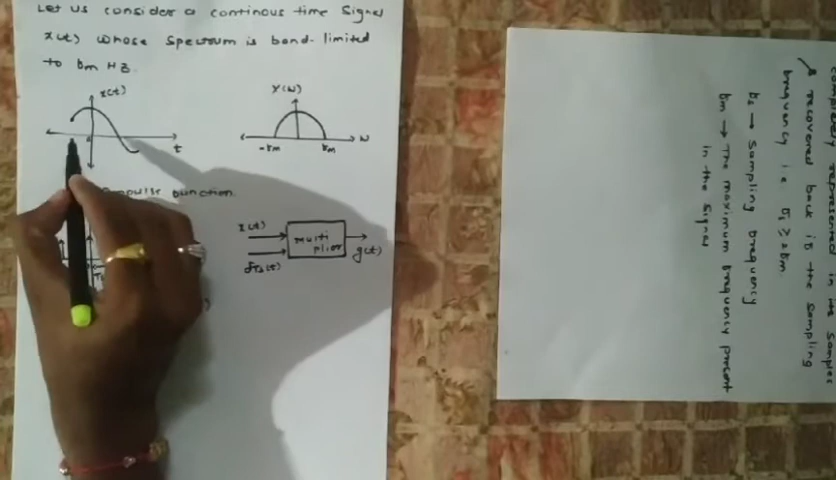 Let us consider a continous time signal
x(t) whose spectrum is band-limited
to fm Hz.
x(t)
t
X(w)
-fm
fm
w
impulse function.
x(t)
multi
plier
g(t)
δTs(t)
completely represented in its samples
& recovered back if the sampling
frequency i.e fs ≥ 2fm.
fs → Sampling frequency
fm → The maximum frequency present
in the signal